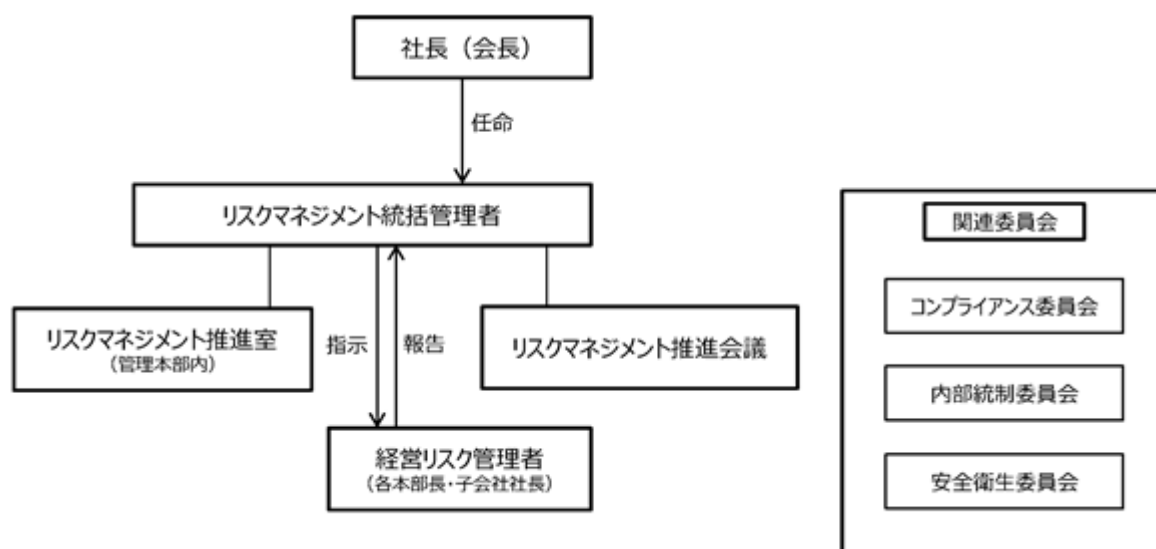 社長（会長）
任命
リスクマネジメント統括管理者
リスクマネジメント推進室
（管理本部内）
指示
報告
リスクマネジメント推進会議
経営リスク管理者
（各本部長・子会社社長）
関連委員会
コンプライアンス委員会
内部統制委員会
安全衛生委員会